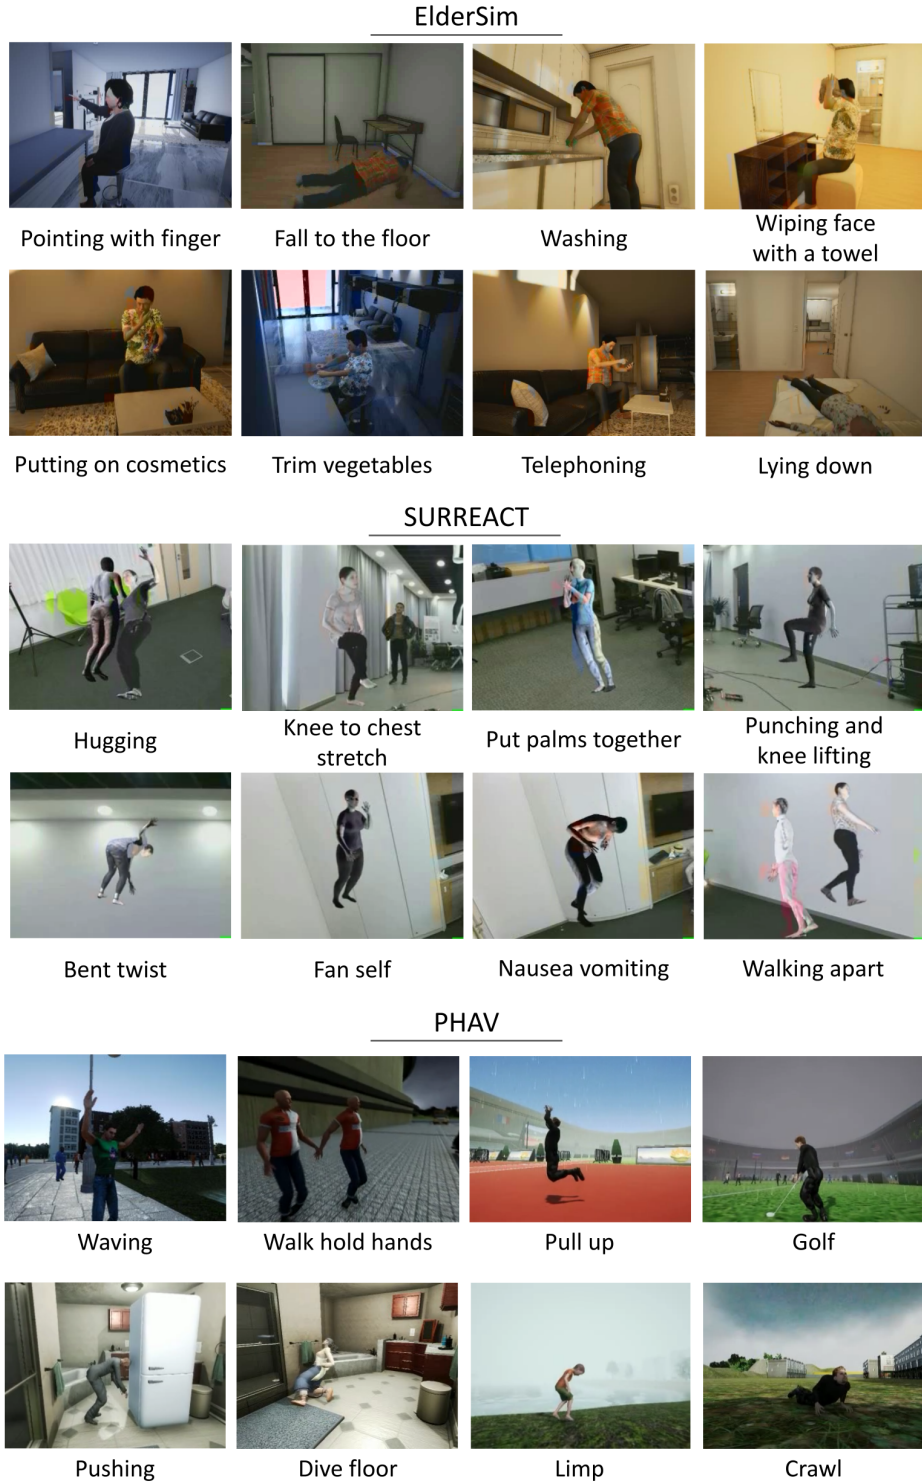 ElderSim
Pointing with finger
Fall to the floor
Washing
Wiping face
with a towel
Putting on cosmetics
Trim vegetables
Telephoning
Lying down
SURREACT
Hugging
Knee to chest
stretch
Put palms together
Punching and
knee lifting
Bent twist
Fan self
Nausea vomiting
Walking apart
PHAV
Waving
Walk hold hands
Pull up
Golf
Pushing
Dive floor
Limp
Crawl